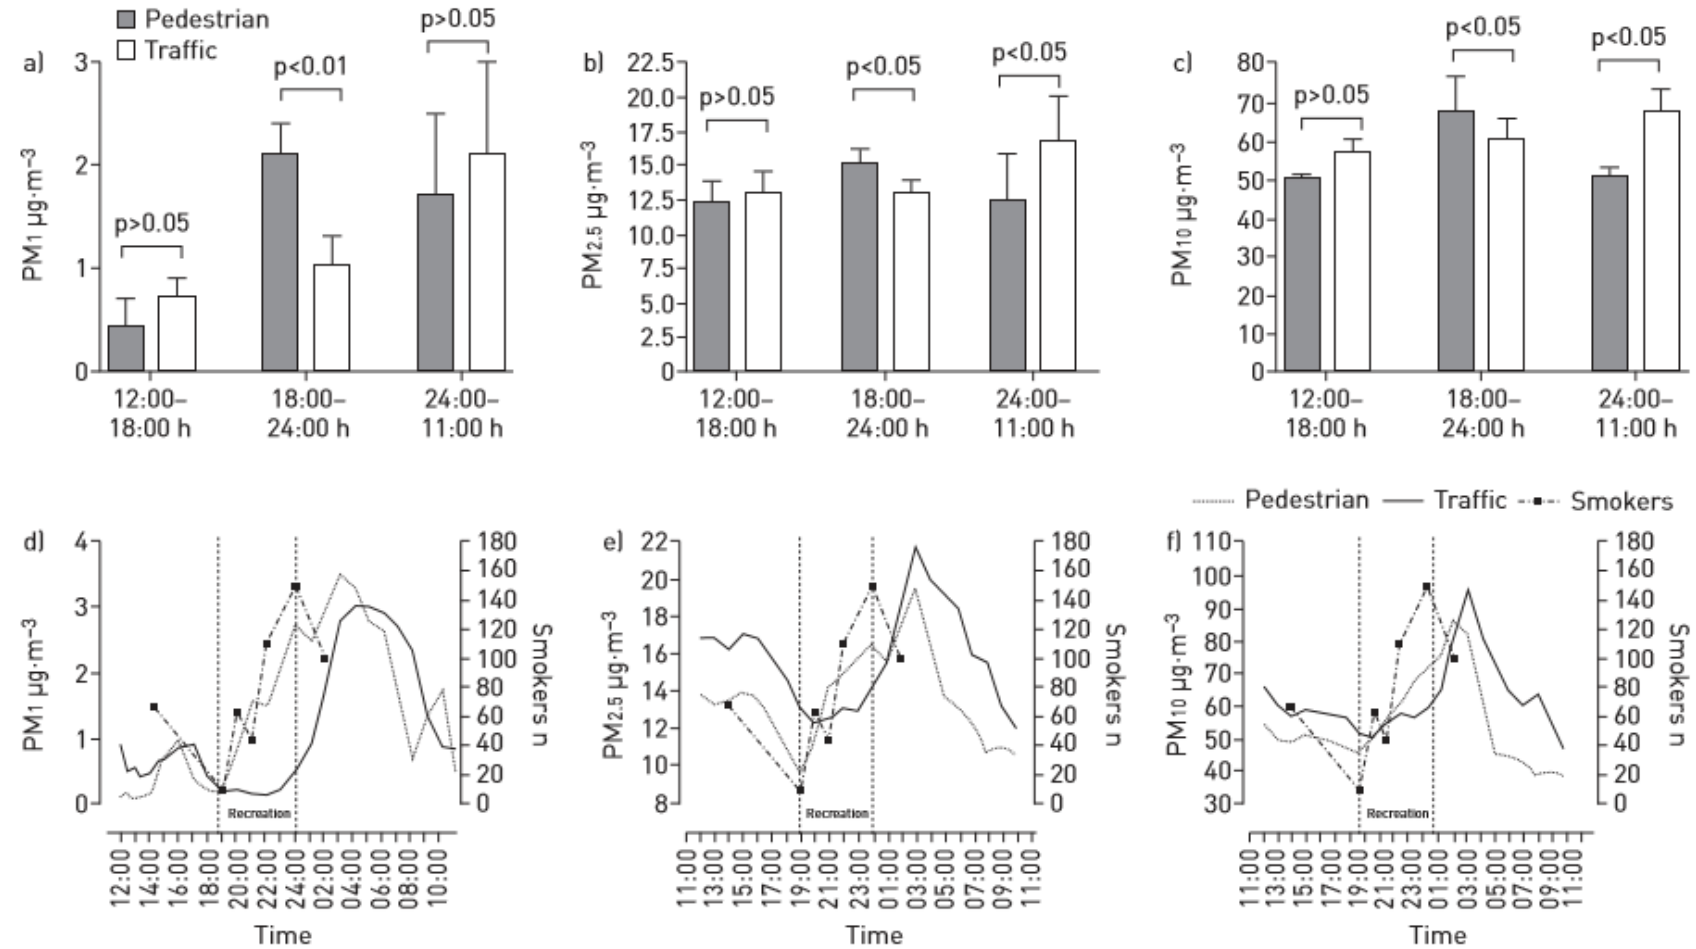 Pedestrian
Traffic
a)
3
2
1
0
PM1 µg·m−3
p>0.05
p<0.01
p>0.05
12:00–
18:00 h
18:00–
24:00 h
24:00–
11:00 h
b)
22.5
20.0
17.5
15.0
12.5
10.0
7.5
5.0
2.5
0
PM2.5 µg·m−3
p>0.05
p<0.05
p<0.05
12:00–
18:00 h
18:00–
24:00 h
24:00–
11:00 h
c)
80
70
60
50
40
30
20
10
0
PM10 µg·m−3
p>0.05
p<0.05
p<0.05
12:00–
18:00 h
18:00–
24:00 h
24:00–
11:00 h
Pedestrian Traffic Smokers
d)
4
3
2
1
0
PM1 µg·m−3
180
160
140
120
100
80
60
40
20
0
Smokers n
Recreation
12:00 14:00 16:00 18:00 20:00 22:00 24:00 02:00 04:00 06:00 08:00 10:00
Time
e)
22
20
18
16
14
12
10
8
PM2.5 µg·m−3
180
160
140
120
100
80
60
40
20
0
Smokers n
Recreation
11:00 13:00 15:00 17:00 19:00 21:00 23:00 01:00 03:00 05:00 07:00 09:00 11:00
Time
f)
110
100
90
80
70
60
50
40
30
PM10 µg·m−3
180
160
140
120
100
80
60
40
20
0
Smokers n
Recreation
11:00 13:00 15:00 17:00 19:00 21:00 23:00 01:00 03:00 05:00 07:00 09:00 11:00
Time